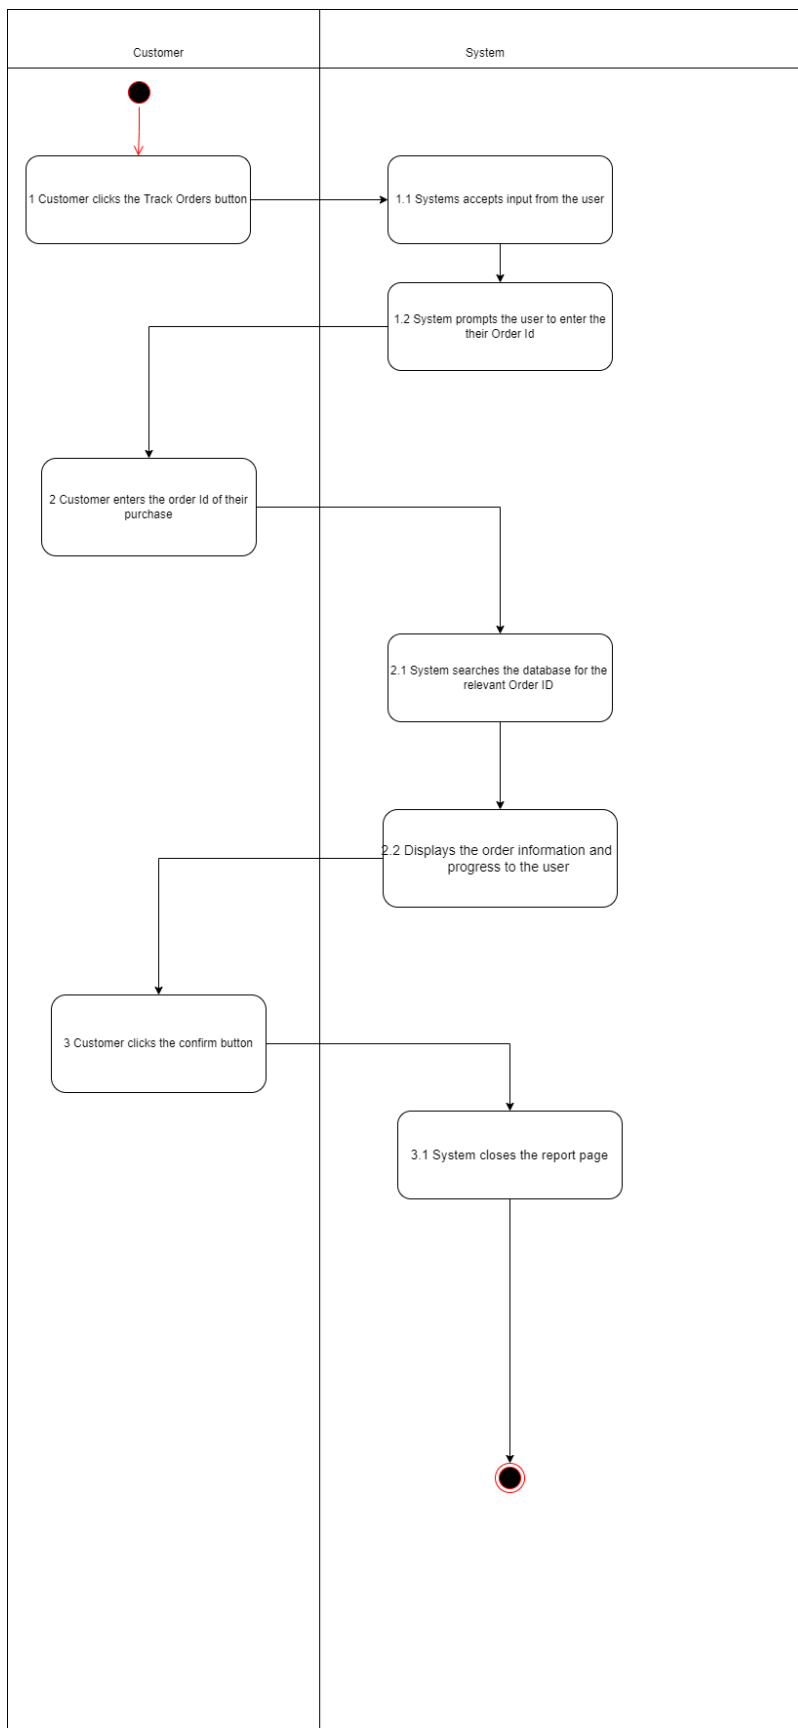 Customer
System
1 Customer clicks the Track Orders button
1.1 Systems accepts input from the user
1.2 System prompts the user to enter the
their Order Id
2 Customer enters the order Id of their
purchase
2.1 System searches the database for the
relevant Order ID
2.2 Displays the order information and
progress to the user
3 Customer clicks the confirm button
3.1 System closes the report page